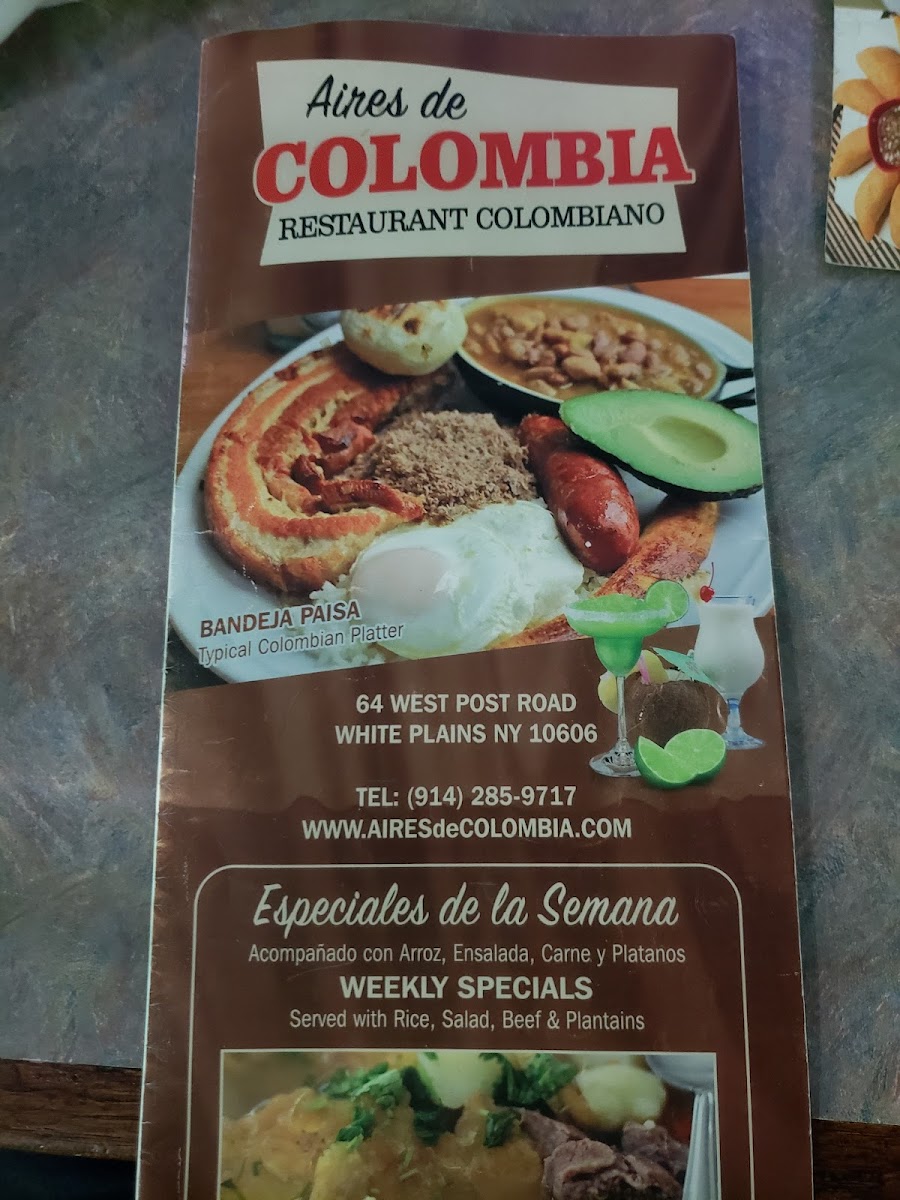 Aires de
COLOMBIA
RESTAURANT COLOMBIANO
BANDEJA PAISA
Typical Colombian Platter
64 WEST POST ROAD
WHITE PLAINS NY 10606
TEL: (914) 285-9717
WWW.AIRESdeCOLOMBIA.COM
Especiales de la Semana
Acompañado con Arroz, Ensalada, Carne y Platanos
WEEKLY SPECIALS
Served with Rice, Salad, Beef & Plantains